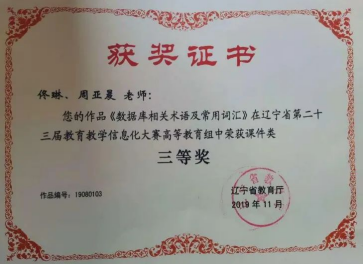 获奖证书
佟琳、周亚晨 老师：
您的作品《数据库相关术语及常用词汇》在辽宁省第二十
三届教育教学信息化大赛高等教育组中荣获课件类
三等奖
作品编号：19080103
辽宁省教育厅
2019 年 11 月